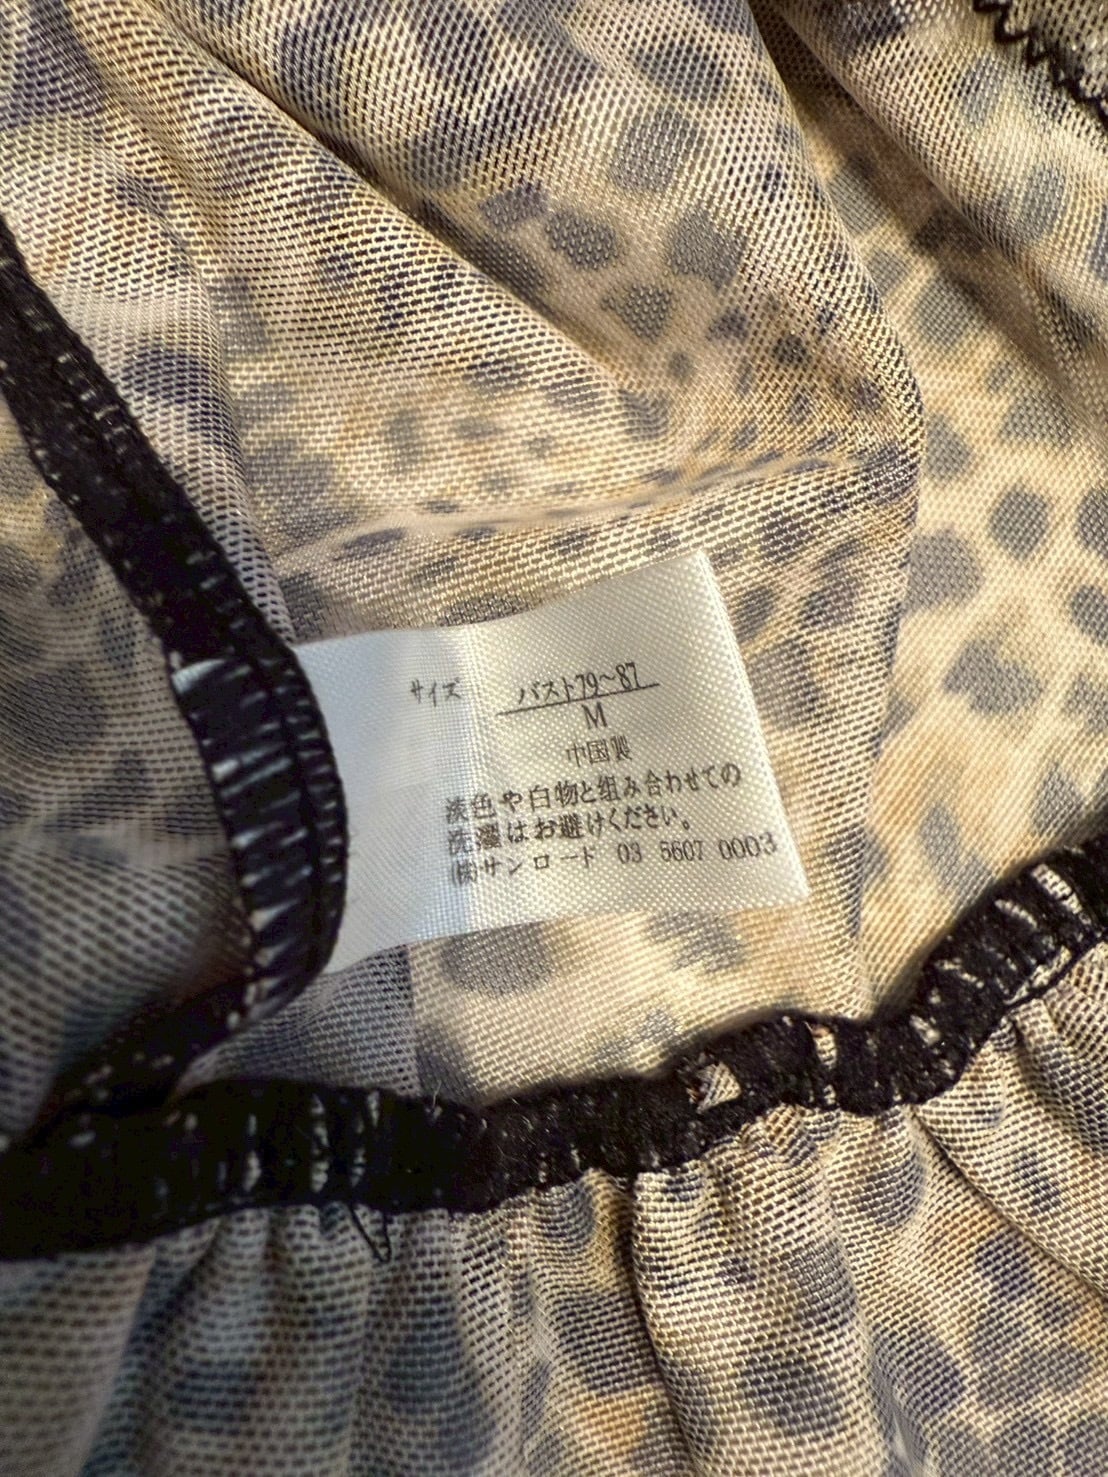 サイズ バスト79~87
M
中国製
淡色や白物と組み合わせての
洗濯はお避けください。
㈱サンロード 03 5607 0003